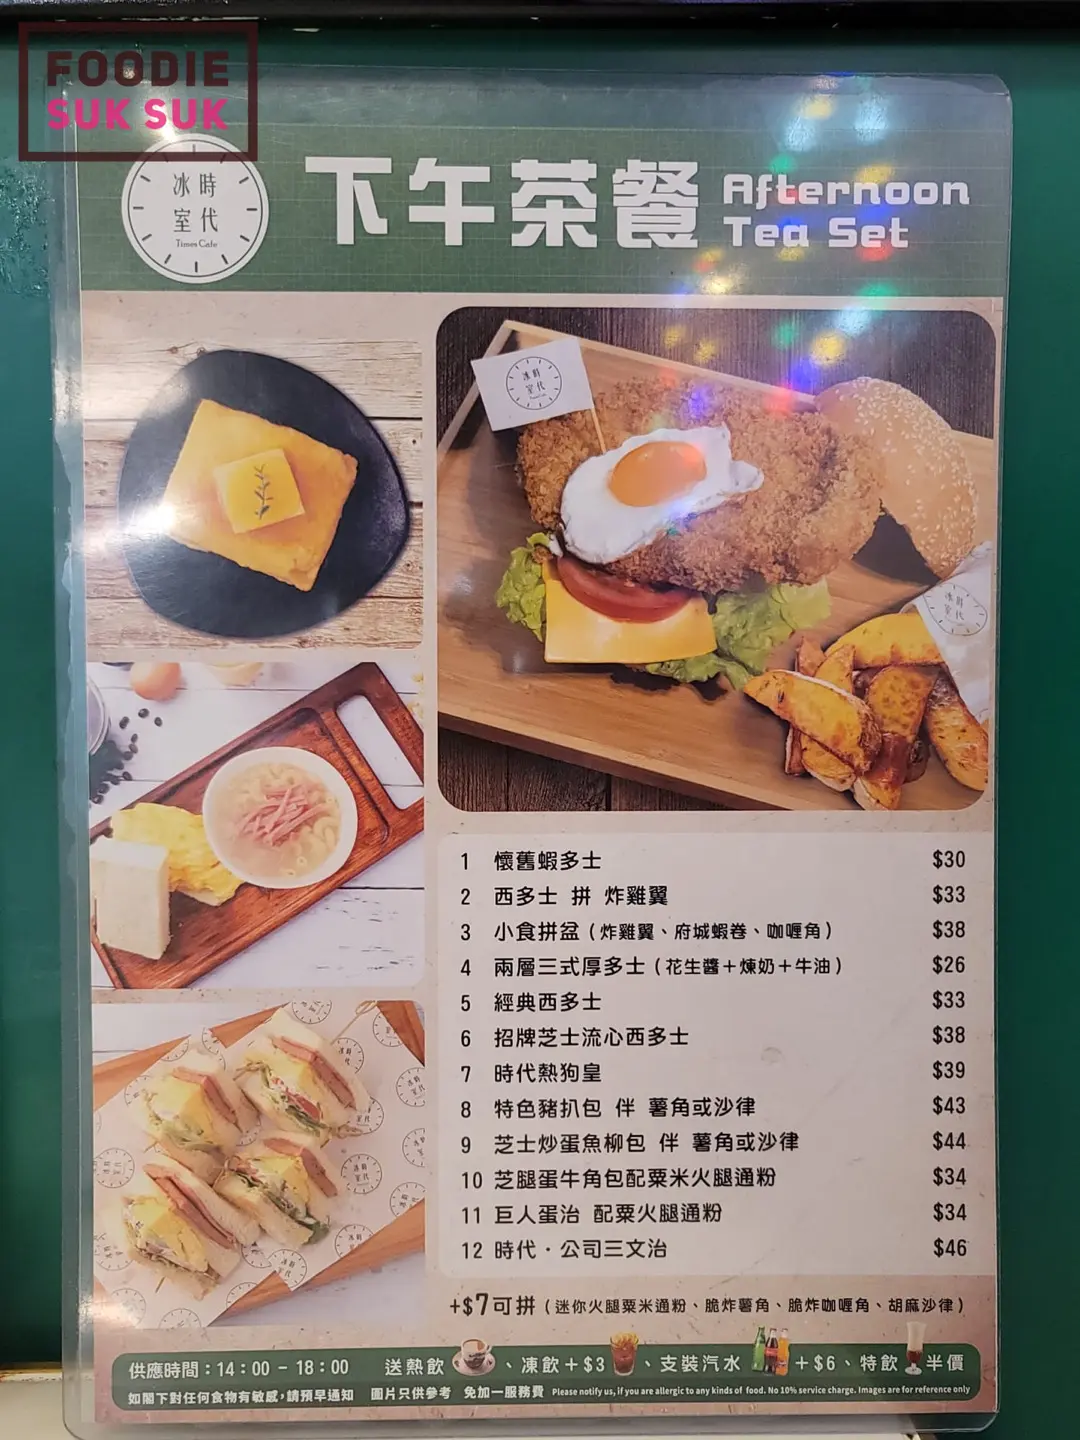 FOODIE
SUK SUK
冰時
室代
Times Cafe
下午茶餐 Afternoon
Tea Set
冰時
室代
1 懷舊蝦多士 $30
2 西多士 拼 炸雞翼 $33
3 小食拼盆(炸雞翼、府城蝦卷、咖喱角) $38
4 兩層三式厚多士(花生醬+煉奶+牛油) $26
5 經典西多士 $33
6 招牌芝士流心西多士 $38
7 時代熱狗皇 $39
8 特色豬扒包 伴 薯角或沙律 $43
9 芝士炒蛋魚柳包 伴 薯角或沙律 $44
10 芝腿蛋牛角包配粟米火腿通粉 $34
11 巨人蛋治 配粟火腿通粉 $34
12 時代·公司三文治 $46
+$7可拼(迷你火腿粟米通粉、脆炸薯角、脆炸咖喱角、胡麻沙律)
供應時間:14:00 - 18:00 送熱飲、凍飲+$3、支裝汽水+$6、特飲半價
如閣下對任何食物有敏感,請預早通知 圖片只供參考 免加一服務費 Please notify us, if you are allergic to any kinds of food. No 10% service charge. Images are for reference only